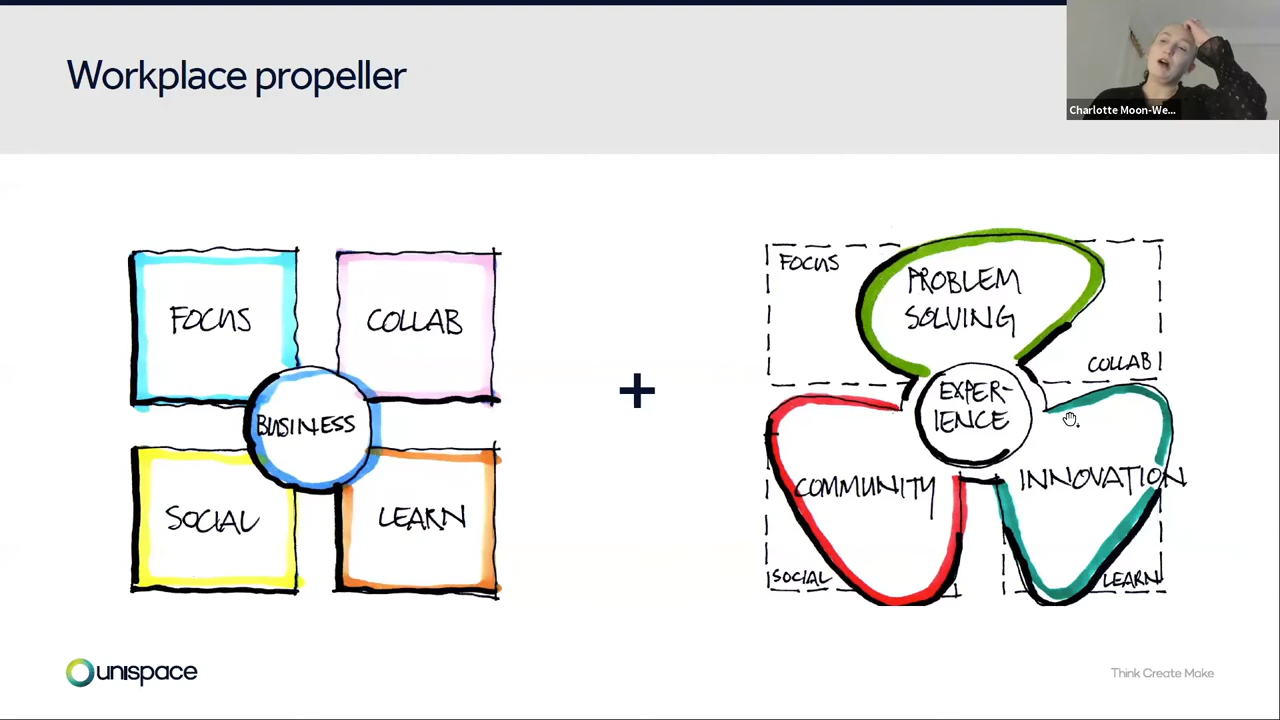 Workplace propeller
Charlotte Moon-We...
FOCUS
COLLAB
BUSINESS
SOCIAL
LEARN
+
FOCUS
PROBLEM
SOLVING
COLLAB
EXPER-
IENCE
COMMUNITY
INNOVATION
SOCIAL
LEARN
unispace
Think Create Make